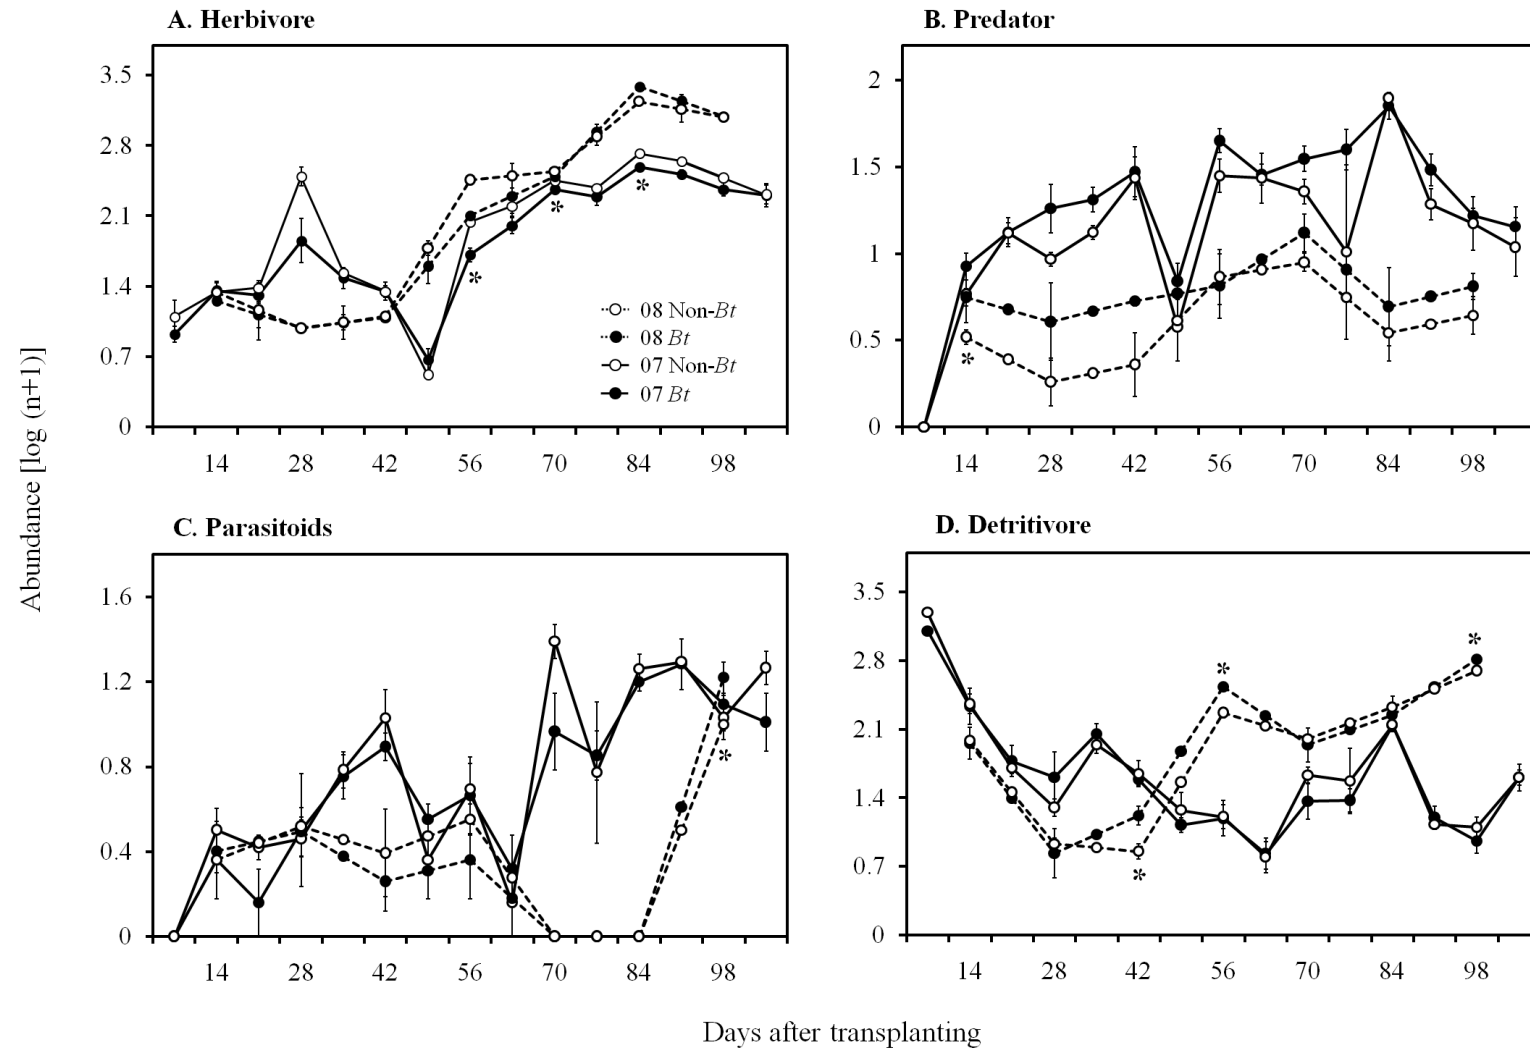 A. Herbivore
B. Predator
3.5
2.8
2.1
1.4
0.7
0
14 28 42 56 70 84 98
* * *
08 Non-Bt
08 Bt
07 Non-Bt
07 Bt
2
1.5
1
0.5
0
14 28 42 56 70 84 98
*
Abundance [log (n+1)]
C. Parasitoids
D. Detritivore
1.6
1.2
0.8
0.4
0
14 28 42 56 70 84 98
*
3.5
2.8
2.1
1.4
0.7
0
14 28 42 56 70 84 98
* * *
Days after transplanting